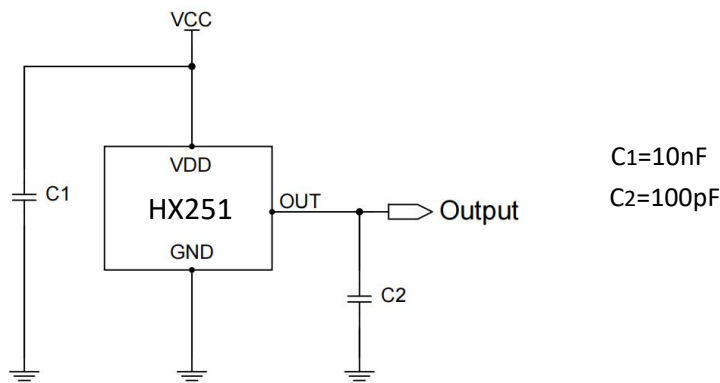 VCC
C1
VDD
HX251
GND
OUT
Output
C2
C1=10nF
C2=100pF